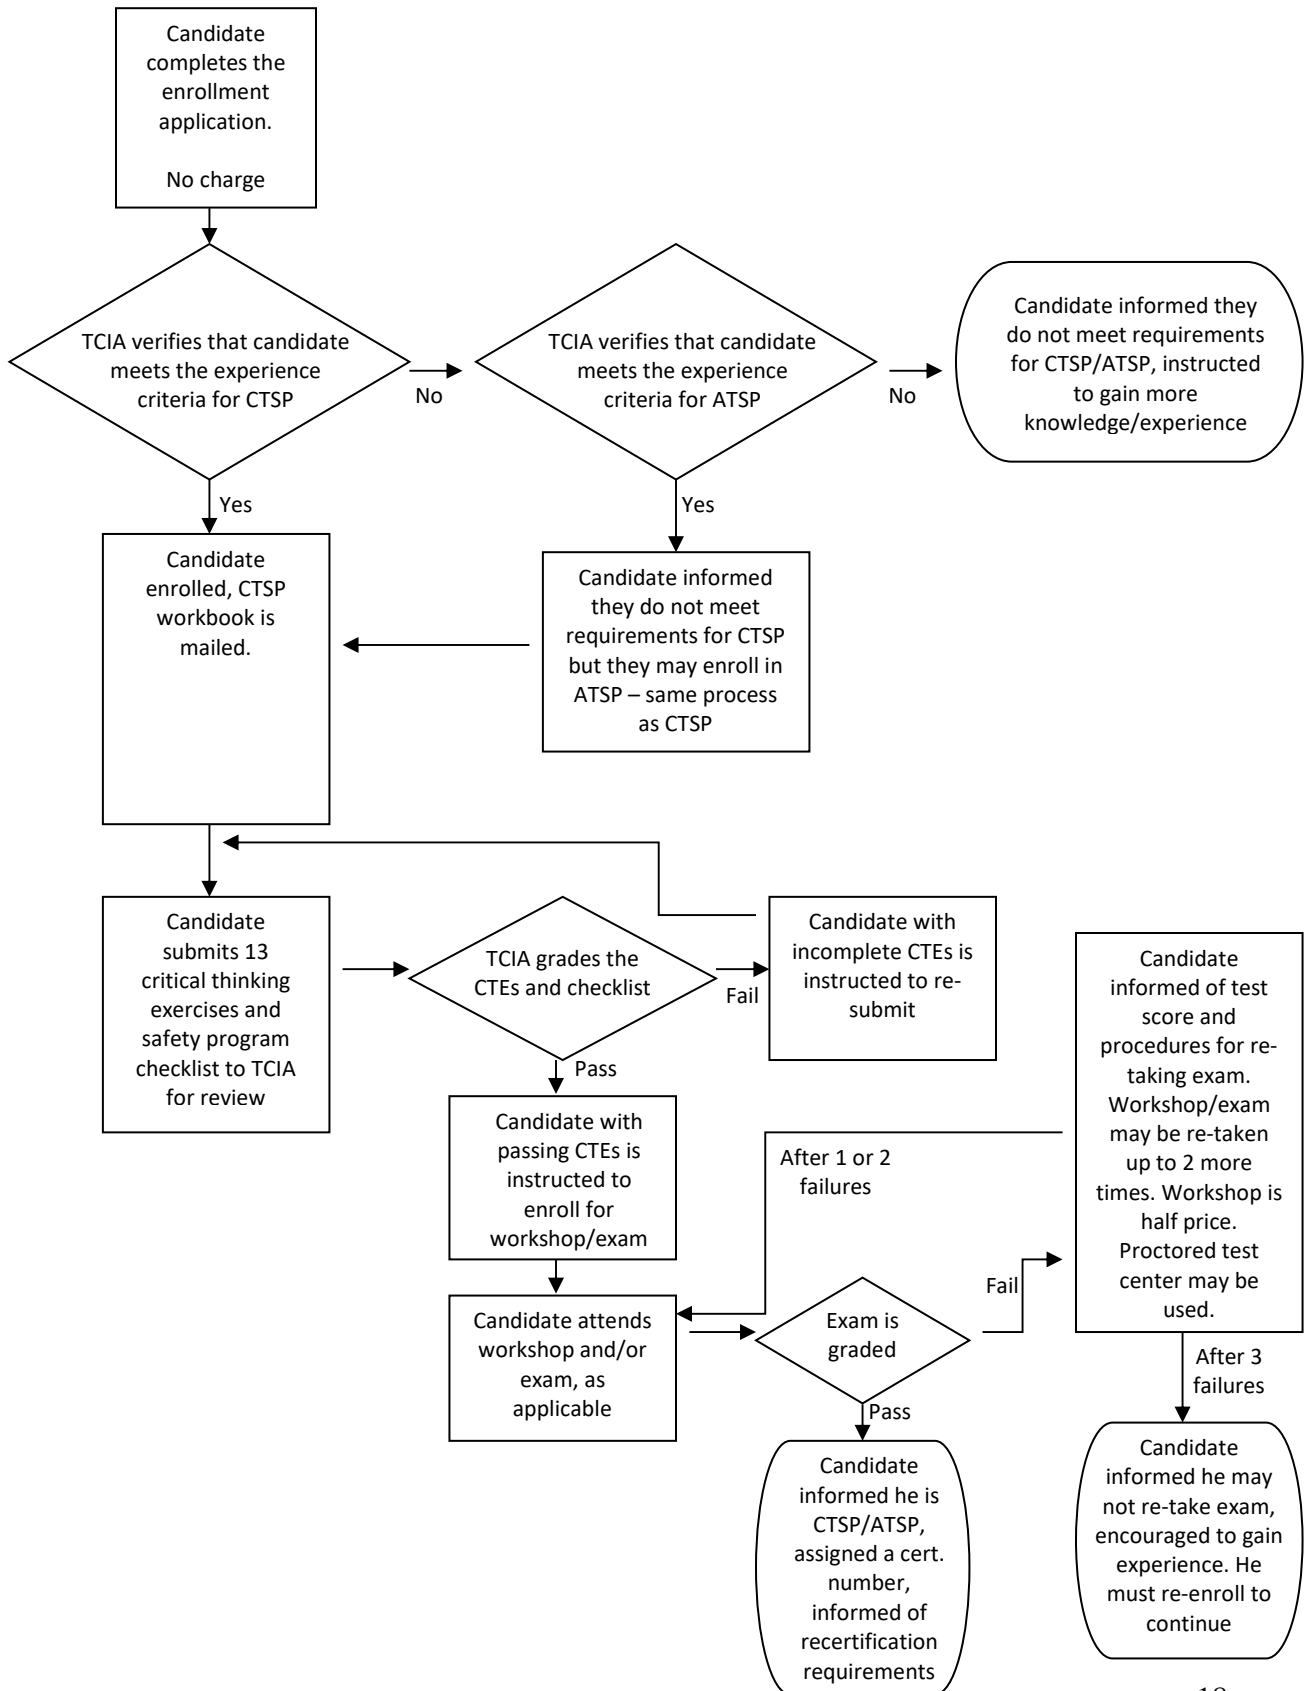 Candidate
completes the
enrollment
application.
No charge
TCIA verifies that candidate
meets the experience
criteria for CTSP
No
TCIA verifies that candidate
meets the experience
criteria for ATSP
No
Candidate informed they
do not meet requirements
for CTSP/ATSP, instructed
to gain more
knowledge/experience
Yes
Yes
Candidate
enrolled, CTSP
workbook is
mailed.
Candidate informed
they do not meet
requirements for CTSP
but they may enroll in
ATSP – same process
as CTSP
Candidate
submits 13
critical thinking
exercises and
safety program
checklist to TCIA
for review
TCIA grades the
CTEs and checklist
Fail
Candidate with
incomplete CTEs is
instructed to re-
submit
Pass
Candidate with
passing CTEs is
instructed to
enroll for
workshop/exam
Candidate attends
workshop and/or
exam, as
applicable
After 1 or 2
failures
Exam is
graded
Fail
Candidate
informed of test
score and
procedures for re-
taking exam.
Workshop/exam
may be re-taken
up to 2 more
times. Workshop is
half price.
Proctored test
center may be
used.
Pass
After 3
failures
Candidate
informed he is
CTSP/ATSP,
assigned a cert.
number,
informed of
recertification
requirements
Candidate
informed he may
not re-take exam,
encouraged to gain
experience. He
must re-enroll to
continue